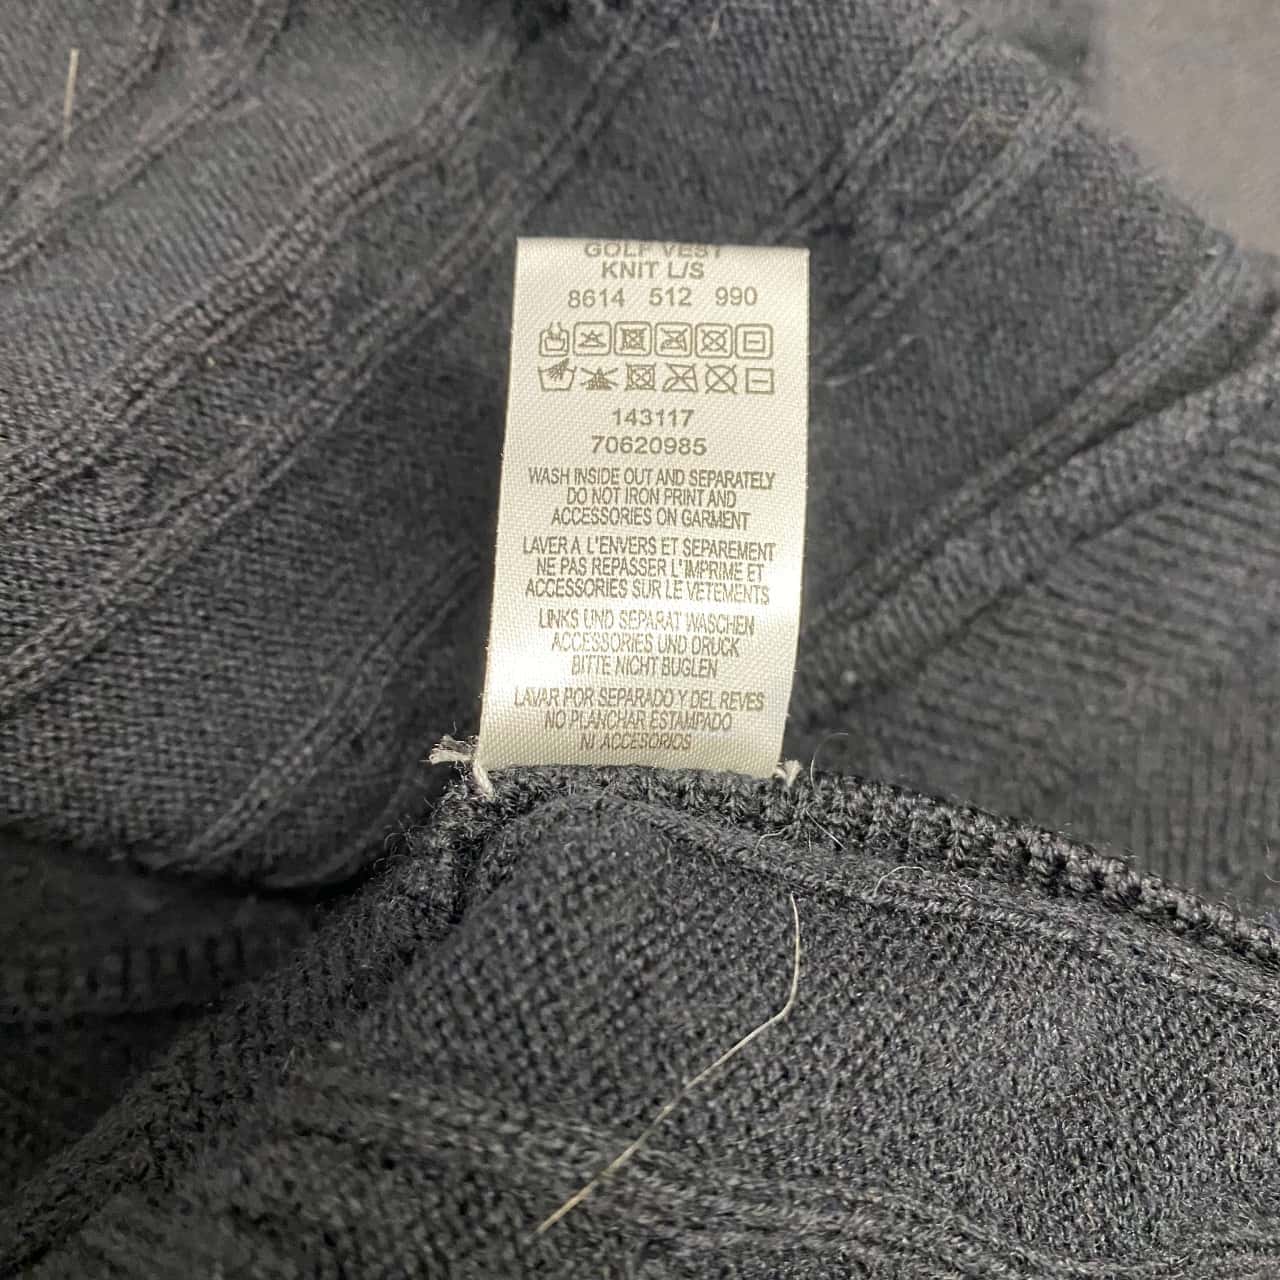 GOLF VEST
KNIT L/S
8614 512 990
143117
70620985
WASH INSIDE OUT AND SEPARATELY
DO NOT IRON PRINT AND
ACCESSORIES ON GARMENT
LAVER A L'ENVERS ET SEPAREMENT
NE PAS REPASSER L'IMPRIME ET
ACCESSORIES SUR LE VETEMENTS
LINKS UND SEPARAT WASCHEN
ACCESSORIES UND DRUCK
BITTE NICHT BUGLEN
LAVAR POR SEPARADO Y DEL REVES
NO PLANCHAR ESTAMPADO
NI ACCESORIOS